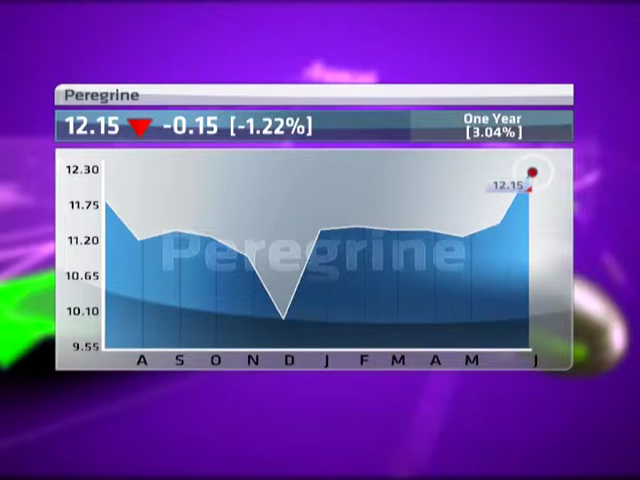 Peregrine
12.15 -0.15 [-1.22%]
One Year
[3.04%]
12.30
11.75
11.20
10.65
10.10
9.55
12.15
Peregrine
A S O N D J F M A M J